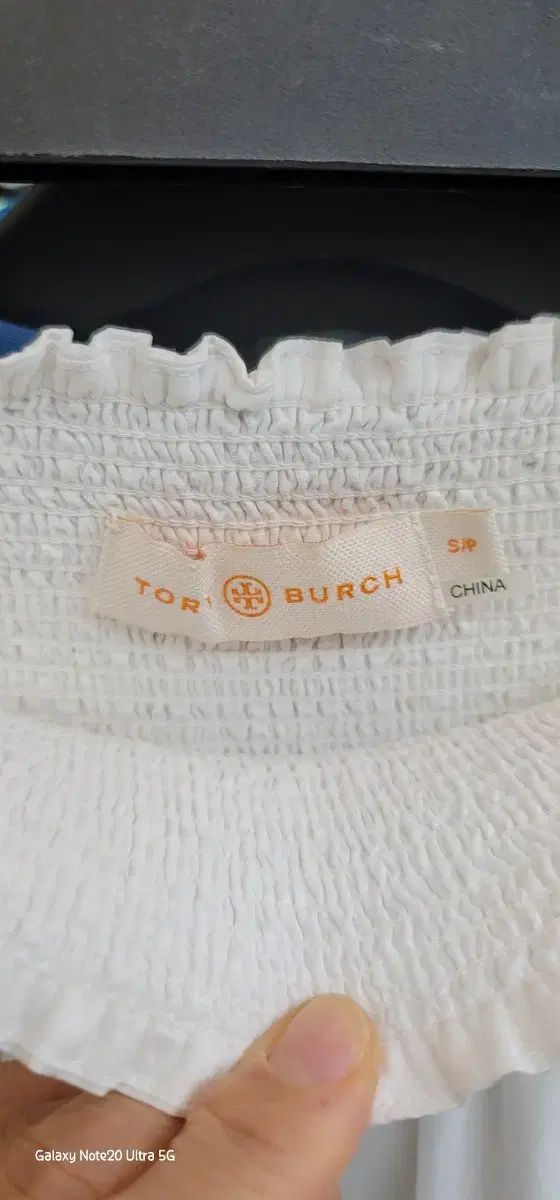 TORY BURCH
S/P
CHINA
Galaxy Note20 Ultra 5G